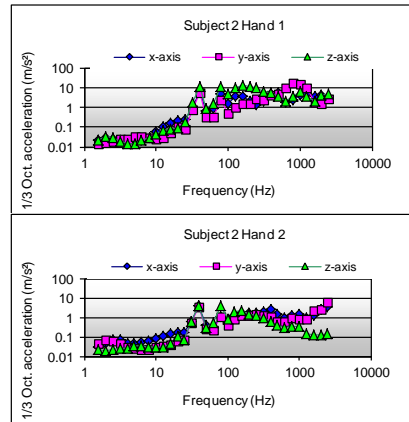 Subject 2 Hand 1
x-axis y-axis z-axis
1/3 Oct. acceleration (m/s²)
100
10
1
0.1
0.01
1 10 100 1000 10000
Frequency (Hz)
Subject 2 Hand 2
x-axis y-axis z-axis
1/3 Oct. acceleration (m/s²)
100
10
1
0.1
0.01
1 10 100 1000 10000
Frequency (Hz)